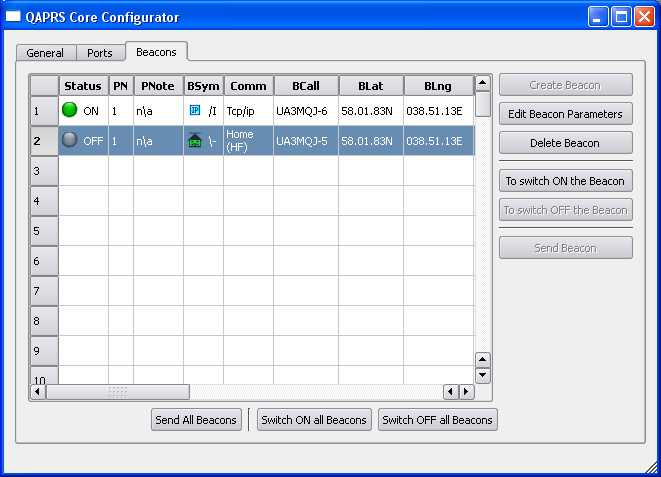 QAPRS Core Configurator
General Ports Beacons
Status PN PNote BSym Comm BCall BLat BLng
1 ON 1 n\a /I Tcp/ip UA3MQJ-6 58.01.83N 038.51.13E
2 OFF 1 n\a \- Home (HF) UA3MQJ-5 58.01.83N 038.51.13E
3
4
5
6
7
8
9
10
Create Beacon
Edit Beacon Parameters
Delete Beacon
To switch ON the Beacon
To switch OFF the Beacon
Send Beacon
Send All Beacons Switch ON all Beacons Switch OFF all Beacons